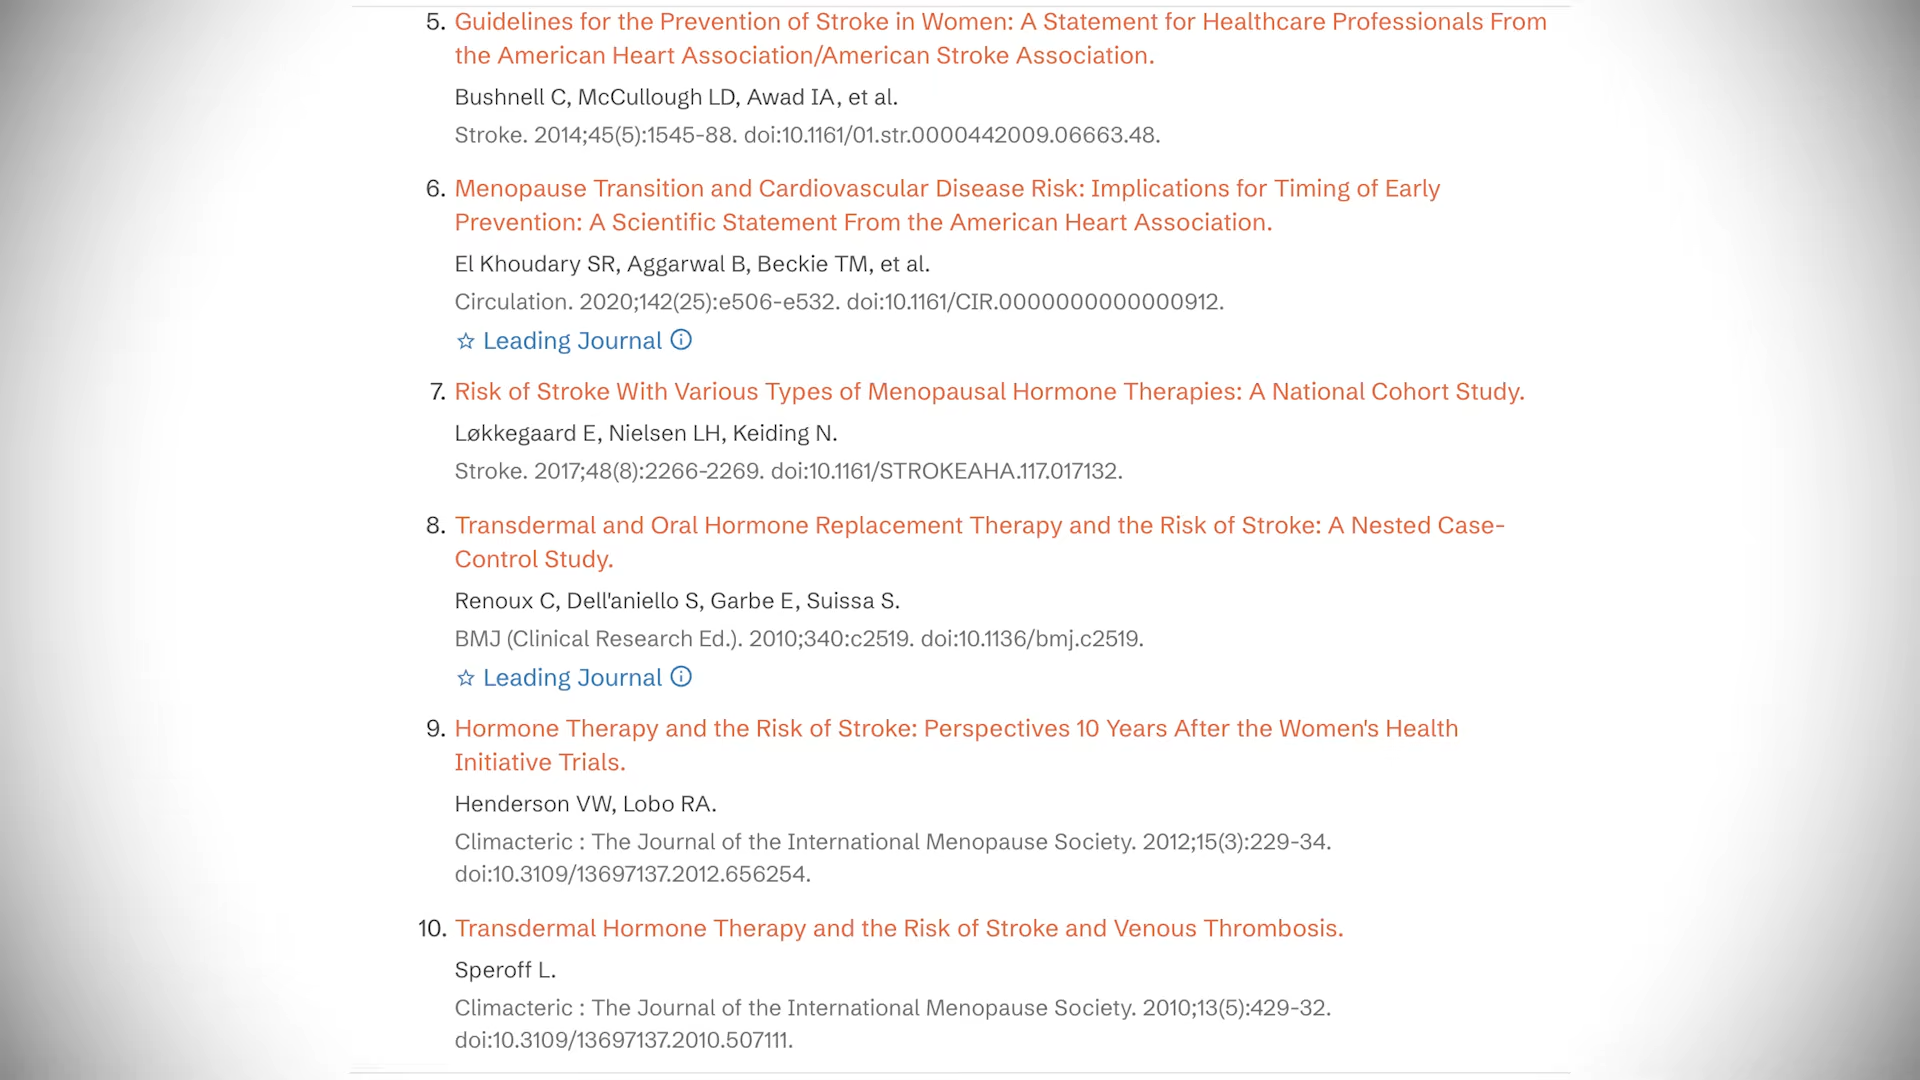 5. Guidelines for the Prevention of Stroke in Women: A Statement for Healthcare Professionals From
the American Heart Association/American Stroke Association.
Bushnell C, McCullough LD, Awad IA, et al.
Stroke. 2014;45(5):1545-88. doi:10.1161/01.str.0000442009.06663.48.
6. Menopause Transition and Cardiovascular Disease Risk: Implications for Timing of Early
Prevention: A Scientific Statement From the American Heart Association.
El Khoudary SR, Aggarwal B, Beckie TM, et al.
Circulation. 2020;142(25):e506-e532. doi:10.1161/CIR.0000000000000912.
☆ Leading Journal ⓘ
7. Risk of Stroke With Various Types of Menopausal Hormone Therapies: A National Cohort Study.
Løkkegaard E, Nielsen LH, Keiding N.
Stroke. 2017;48(8):2266-2269. doi:10.1161/STROKEAHA.117.017132.
8. Transdermal and Oral Hormone Replacement Therapy and the Risk of Stroke: A Nested Case-
Control Study.
Renoux C, Dell'aniello S, Garbe E, Suissa S.
BMJ (Clinical Research Ed.). 2010;340:c2519. doi:10.1136/bmj.c2519.
☆ Leading Journal ⓘ
9. Hormone Therapy and the Risk of Stroke: Perspectives 10 Years After the Women's Health
Initiative Trials.
Henderson VW, Lobo RA.
Climacteric : The Journal of the International Menopause Society. 2012;15(3):229-34.
doi:10.3109/13697137.2012.656254.
10. Transdermal Hormone Therapy and the Risk of Stroke and Venous Thrombosis.
Speroff L.
Climacteric : The Journal of the International Menopause Society. 2010;13(5):429-32.
doi:10.3109/13697137.2010.507111.